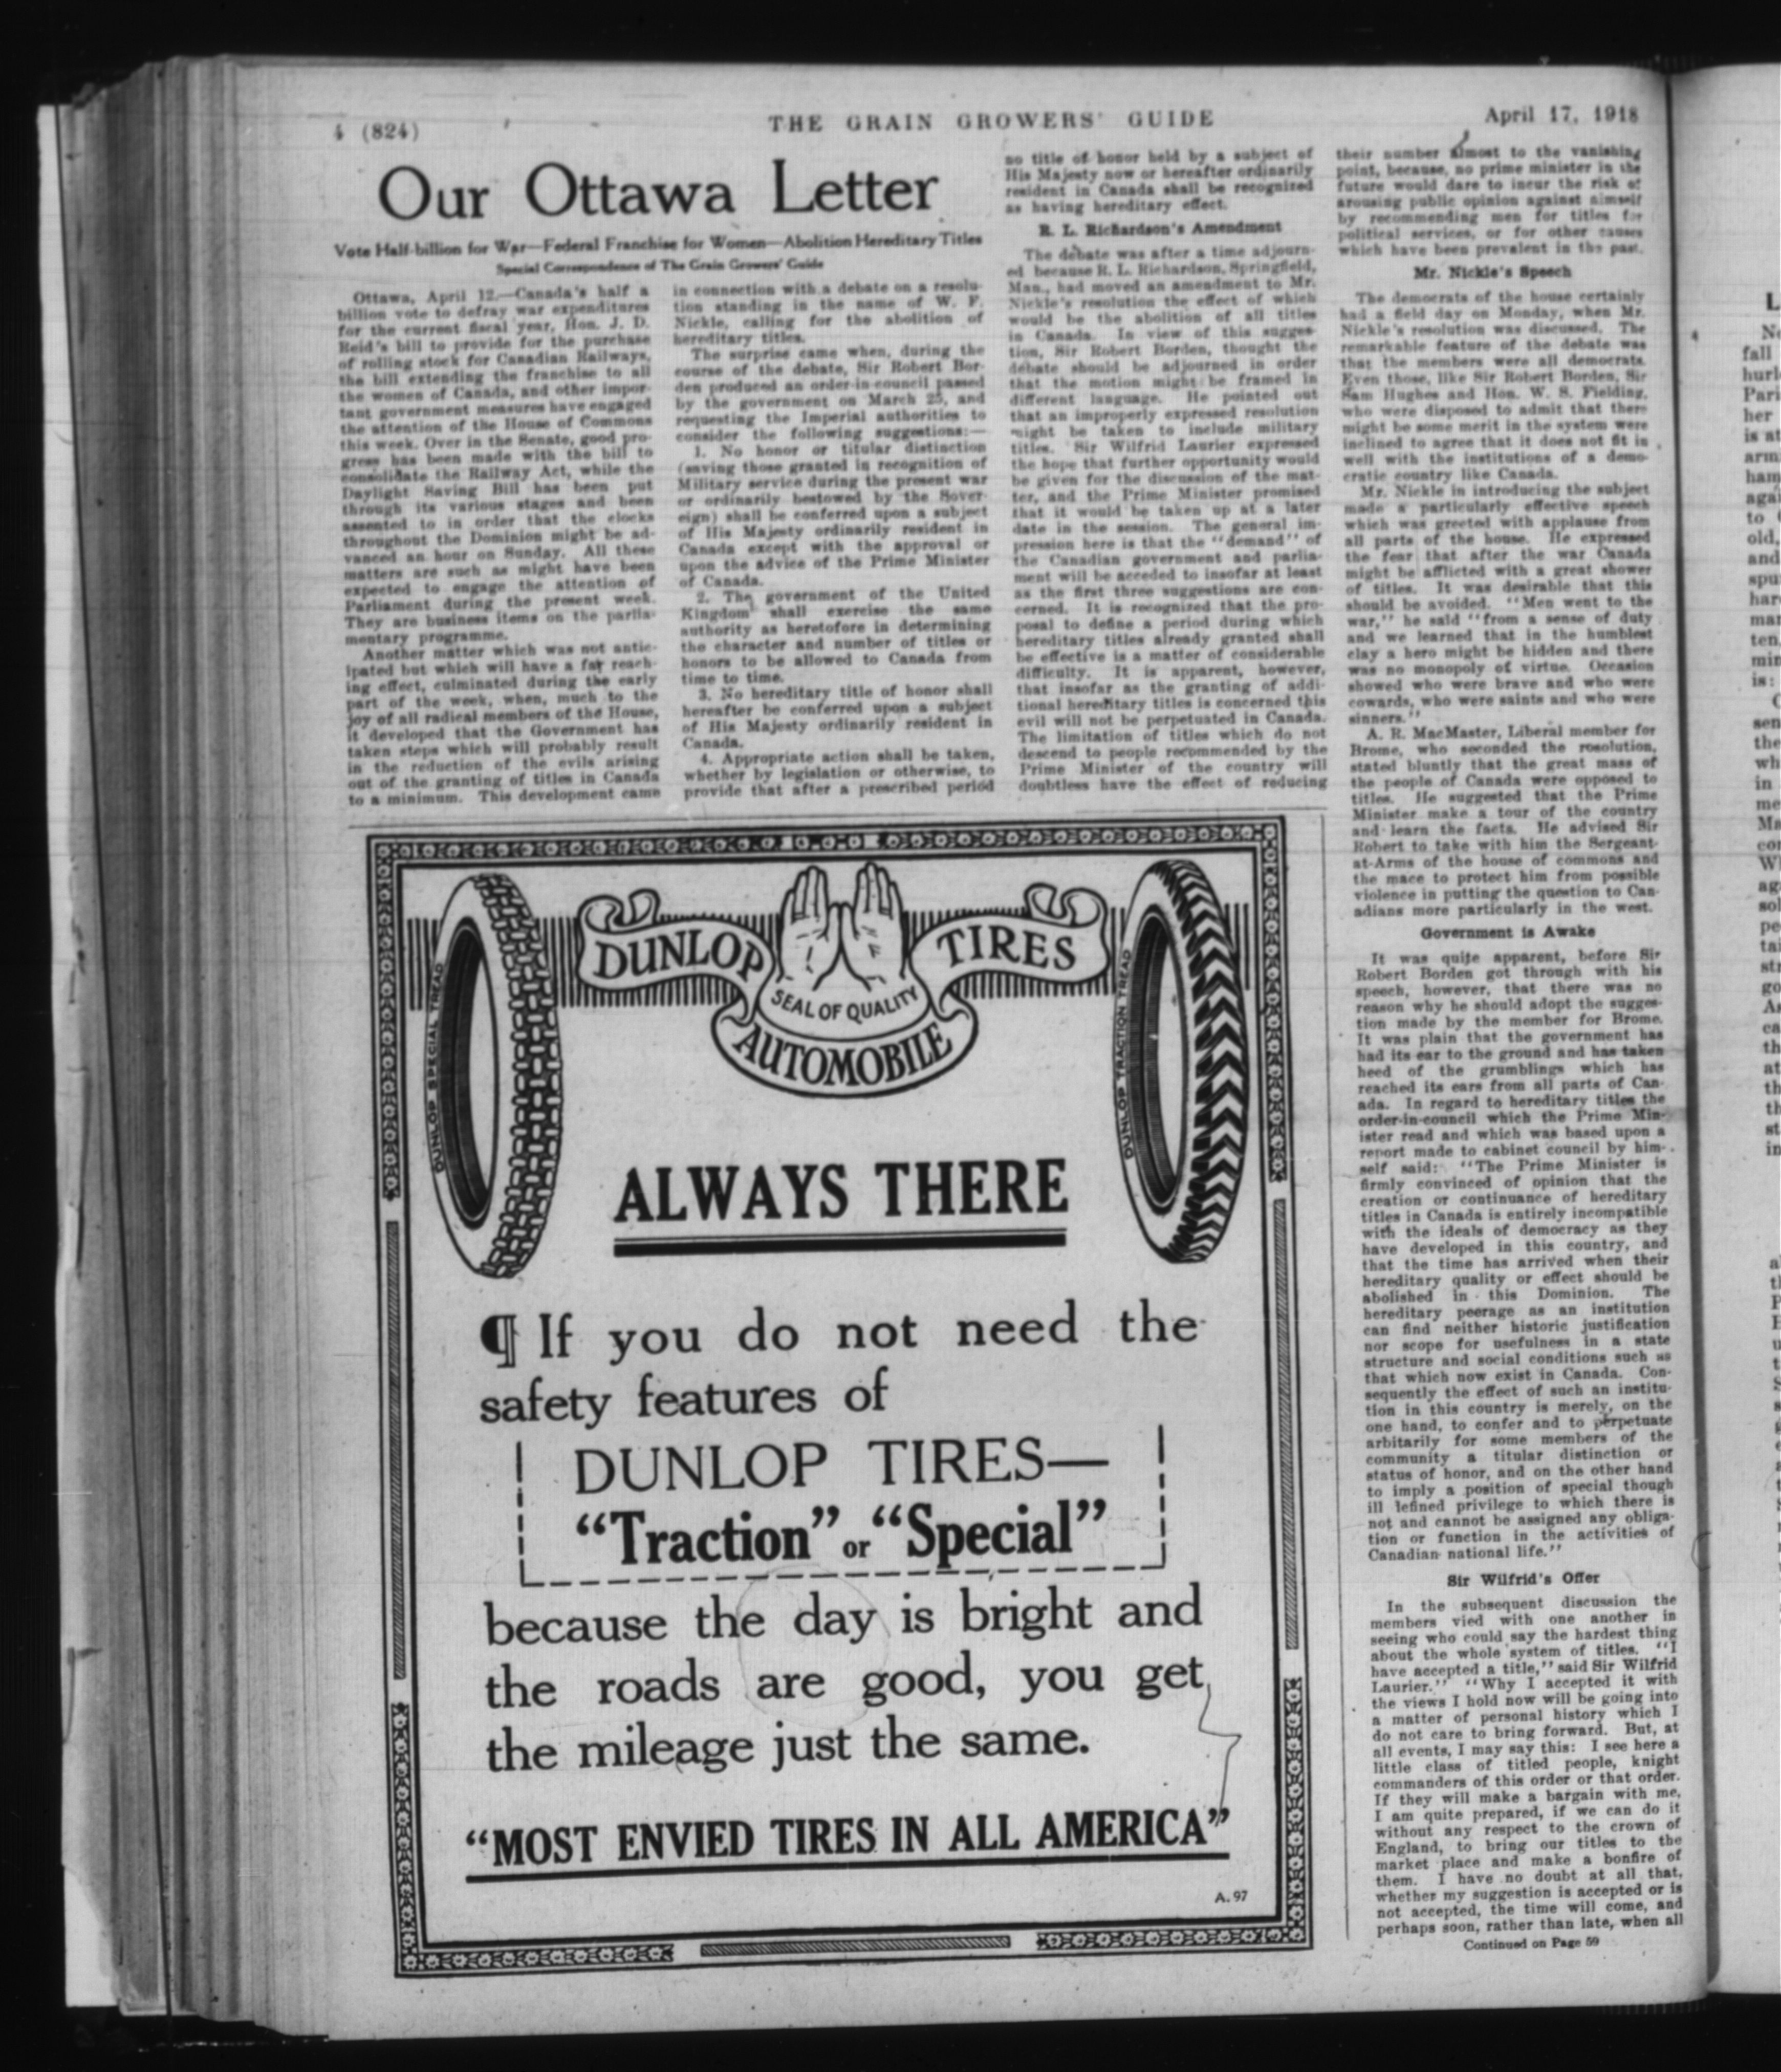 4 (824)
THE GRAIN GROWERS' GUIDE
April 17, 1918
Our Ottawa Letter
Vote Half-billion for War—Federal Franchise for Women—Abolition Hereditary Titles
Special Correspondence of The Grain Growers' Guide
Ottawa, April 12.—Canada's half a
billion vote to defray war expenditures
for the current fiscal year, Hon. J. D.
Reid's bill to provide for the purchase
of rolling stock for Canadian Railways,
the bill extending the franchise to all
the women of Canada, and other impor-
tant government measures have engaged
the attention of the House of Commons
this week. Over in the Senate, good pro-
gress has been made with the bill to
consolidate the Railway Act, while the
Daylight Saving Bill has been put
through its various stages and been
assented to in order that the clocks
throughout the Dominion might be ad-
vanced an hour on Sunday. All these
matters are such as might have been
expected to engage the attention of
Parliament during the present week.
They are business items on the parlia-
mentary programme.
Another matter which was not antic-
ipated but which will have a far reach-
ing effect, culminated during the early
part of the week, when, much to the
joy of all radical members of the House,
it developed that the Government has
taken steps which will probably result
in the reduction of the evils arising
out of the granting of titles in Canada
to a minimum. This development came
in connection with a debate on a resolu-
tion standing in the name of W. F.
Nickle, calling for the abolition of
hereditary titles.
The surprise came when, during the
course of the debate, Sir Robert Bor-
den produced an order-in-council passed
by the government on March 25, and
requesting the Imperial authorities to
consider the following suggestions:—
1. No honor or titular distinction
(saving those granted in recognition of
Military service during the present war
or ordinarily bestowed by the Sover-
eign) shall be conferred upon a subject
of His Majesty ordinarily resident in
Canada except with the approval or
upon the advice of the Prime Minister
of Canada.
2. The government of the United
Kingdom shall exercise the same
authority as heretofore in determining
the character and number of titles or
honors to be allowed to Canada from
time to time.
3. No hereditary title of honor shall
hereafter be conferred upon a subject
of His Majesty ordinarily resident in
Canada.
4. Appropriate action shall be taken,
whether by legislation or otherwise, to
provide that after a prescribed period
no title of honor held by a subject of
His Majesty now or hereafter ordinarily
resident in Canada shall be recognized
as having hereditary effect.
R. L. Richardson's Amendment
The debate was after a time adjourn-
ed because R. L. Richardson, Springfield,
Man., had moved an amendment to Mr.
Nickle's resolution the effect of which
would be the abolition of all titles
in Canada. In view of this sugges-
tion, Sir Robert Borden, thought the
debate should be adjourned in order
that the motion might be framed in
different language. He pointed out
that an improperly expressed resolution
might be taken to include military
titles. Sir Wilfrid Laurier expressed
the hope that further opportunity would
be given for the discussion of the mat-
ter, and the Prime Minister promised
that it would be taken up at a later
date in the session. The general im-
pression here is that the "demand" of
the Canadian government and parlia-
ment will be acceded to insofar at least
as the first three suggestions are con-
cerned. It is recognized that the pro-
posal to define a period during which
hereditary titles already granted shall
be effective is a matter of considerable
difficulty. It is apparent, however,
that insofar as the granting of addi-
tional hereditary titles is concerned this
evil will not be perpetuated in Canada.
The limitation of titles which do not
descend to people recommended by the
Prime Minister of the country will
doubtless have the effect of reducing
their number almost to the vanishing
point, because, no prime minister in the
future would dare to incur the risk of
arousing public opinion against himself
by recommending men for titles for
political services, or for other causes
which have been prevalent in the past.
Mr. Nickle's Speech
The democrats of the house certainly
had a field day on Monday, when Mr.
Nickle's resolution was discussed. The
remarkable feature of the debate was
that the members were all democrats.
Even those, like Sir Robert Borden, Sir
Sam Hughes and Hon. W. S. Fielding,
who were disposed to admit that there
might be some merit in the system were
inclined to agree that it does not fit in
well with the institutions of a demo-
cratic country like Canada.
Mr. Nickle in introducing the subject
made a particularly effective speech
which was greeted with applause from
all parts of the house. He expressed
the fear that after the war Canada
might be afflicted with a great shower
of titles. It was desirable that this
should be avoided. "Men went to the
war," he said "from a sense of duty
and we learned that in the humblest
clay a hero might be hidden and there
was no monopoly of virtue. Occasion
showed who were brave and who were
cowards, who were saints and who were
sinners."
A. R. MacMaster, Liberal member for
Brome, who seconded the resolution,
stated bluntly that the great mass of
the people of Canada were opposed to
titles. He suggested that the Prime
Minister make a tour of the country
and learn the facts. He advised Sir
Robert to take with him the Sergeant-
at-Arms of the house of commons and
the mace to protect him from possible
violence in putting the question to Can-
adians more particularly in the west.
Government is Awake
It was quite apparent, before Sir
Robert Borden got through with his
speech, however, that there was no
reason why he should adopt the sugges-
tion made by the member for Brome.
It was plain that the government has
had its ear to the ground and has taken
heed of the grumblings which has
reached its ears from all parts of Can-
ada. In regard to hereditary titles the
order-in-council which the Prime Min-
ister read and which was based upon a
report made to cabinet council by him-
self said: "The Prime Minister is
firmly convinced of opinion that the
creation or continuance of hereditary
titles in Canada is entirely incompatible
with the ideals of democracy as they
have developed in this country, and
that the time has arrived when their
hereditary quality or effect should be
abolished in this Dominion. The
hereditary peerage as an institution
can find neither historic justification
nor scope for usefulness in a state
structure and social conditions such as
that which now exist in Canada. Con-
sequently the effect of such an institu-
tion in this country is merely, on the
one hand, to confer and to perpetuate
arbitarily for some members of the
community a titular distinction or
status of honor, and on the other hand
to imply a position of special though
ill lefined privilege to which there is
not and cannot be assigned any obliga-
tion or function in the activities of
Canadian national life."
Sir Wilfrid's Offer
In the subsequent discussion the
members vied with one another in
seeing who could say the hardest thing
about the whole system of titles. "I
have accepted a title," said Sir Wilfrid
Laurier." "Why I accepted it with
the views I hold now will be going into
a matter of personal history which I
do not care to bring forward. But, at
all events, I may say this: I see here a
little class of titled people, knight
commanders of this order or that order.
If they will make a bargain with me,
I am quite prepared, if we can do it
without any respect to the crown of
England, to bring our titles to the
market place and make a bonfire of
them. I have no doubt at all that,
whether my suggestion is accepted or is
not accepted, the time will come, and
perhaps soon, rather than late, when all
Continued on Page 59
DUNLOP TIRES
SEAL OF QUALITY
AUTOMOBILE
DUNLOP SPECIAL TREAD
DUNLOP TRACTION TREAD
ALWAYS THERE
¶ If you do not need the
safety features of
DUNLOP TIRES—
"Traction" or "Special"
because the day is bright and
the roads are good, you get
the mileage just the same.
"MOST ENVIED TIRES IN ALL AMERICA"
A. 97